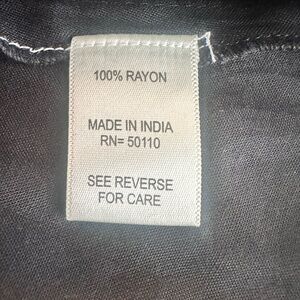 100% RAYON
MADE IN INDIA
RN= 50110
SEE REVERSE
FOR CARE